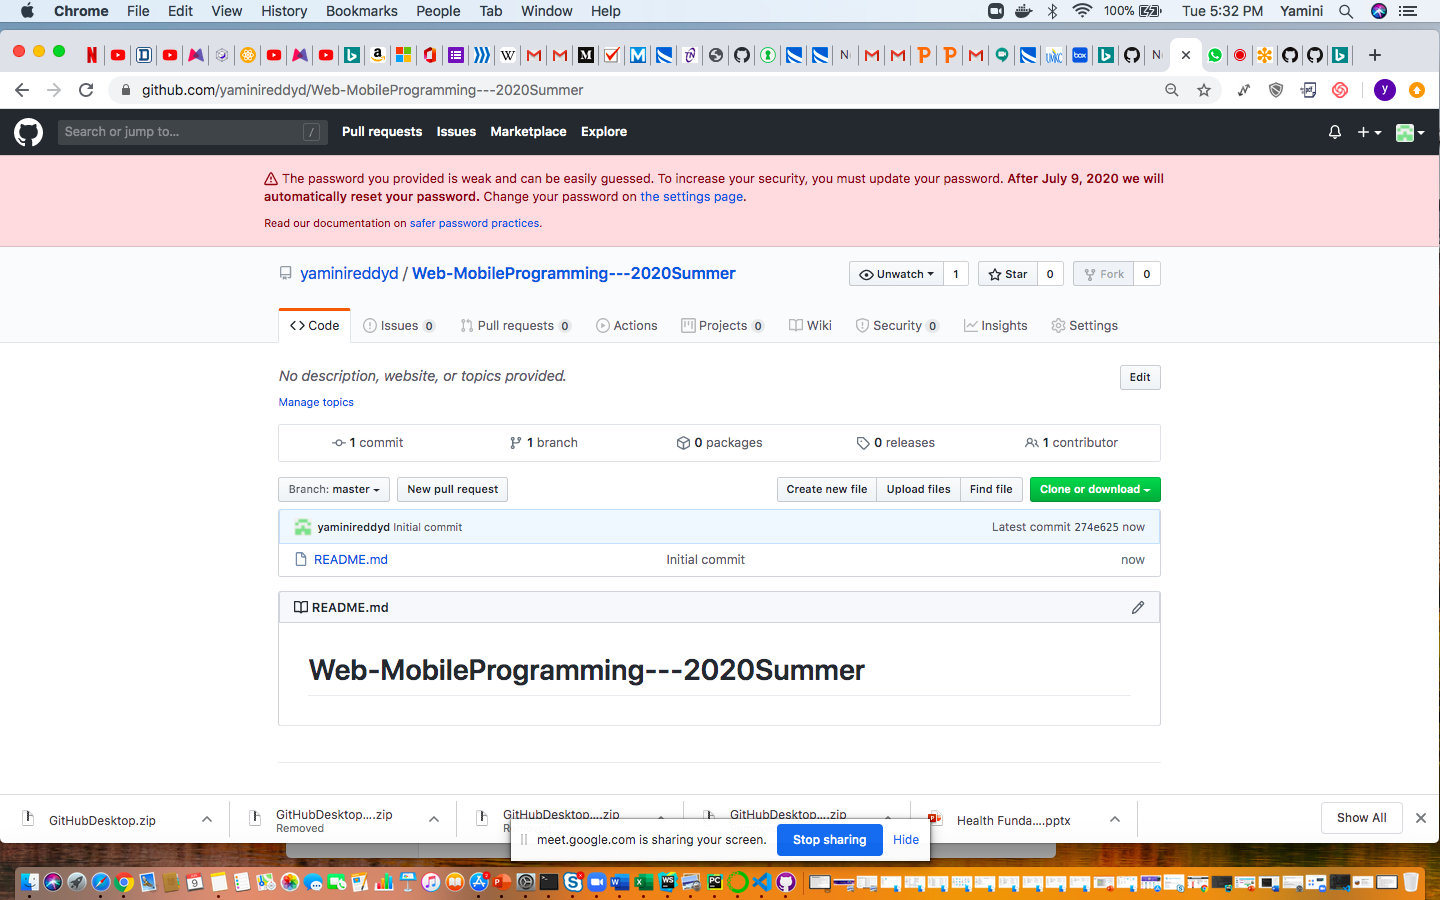 Chrome File Edit View History Bookmarks People Tab Window Help 100% Tue 5:32 PM Yamini
github.com/yaminireddyd/Web-MobileProgramming---2020Summer
Search or jump to... / Pull requests Issues Marketplace Explore
The password you provided is weak and can be easily guessed. To increase your security, you must update your password. After July 9, 2020 we will
automatically reset your password. Change your password on the settings page.
Read our documentation on safer password practices.
yaminireddyd / Web-MobileProgramming---2020Summer Unwatch 1 Star 0 Fork 0
Code Issues 0 Pull requests 0 Actions Projects 0 Wiki Security 0 Insights Settings
No description, website, or topics provided. Edit
Manage topics
1 commit 1 branch 0 packages 0 releases 1 contributor
Branch: master New pull request Create new file Upload files Find file Clone or download
yaminireddyd Initial commit Latest commit 274e625 now
README.md Initial commit now
README.md
Web-MobileProgramming---2020Summer
GitHubDesktop.zip GitHubDesktop....zip GitHubDesktop....zip GitHubDesktop....zip Health Funda....pptx Show All
Removed
meet.google.com is sharing your screen. Stop sharing Hide